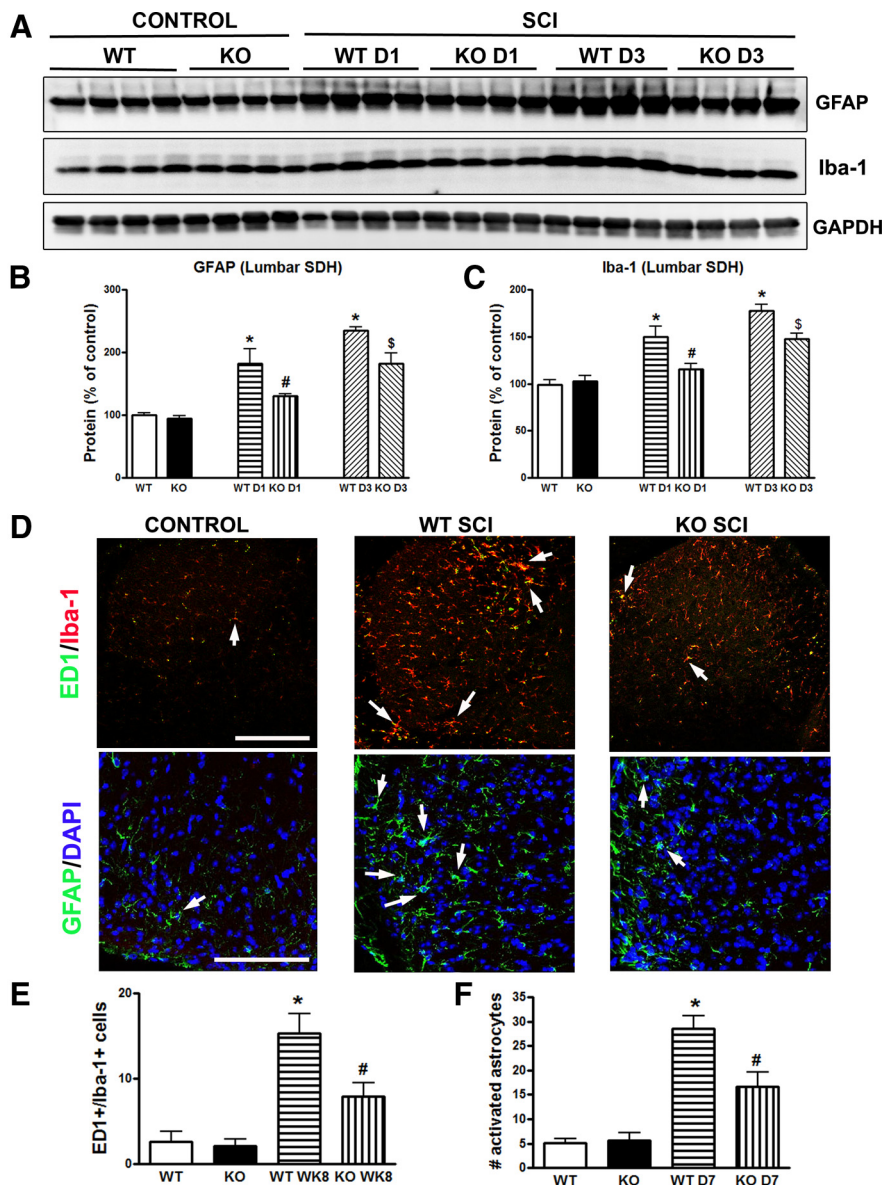 A
CONTROL SCI
WT KO WT D1 KO D1 WT D3 KO D3
GFAP
Iba-1
GAPDH
B
GFAP (Lumbar SDH)
Protein (% of control)
300
200
100
0
* # * $
WT KO WT D1 KO D1 WT D3 KO D3
C
Iba-1 (Lumbar SDH)
Protein (% of control)
200
150
100
50
0
* # * $
WT KO WT D1 KO D1 WT D3 KO D3
D
CONTROL WT SCI KO SCI
ED1/Iba-1
GFAP/DAPI
E
ED1+/Iba-1+ cells
20
10
0
* #
WT KO WT WK8 KO WK8
F
# activated astrocytes
35
30
25
20
15
10
5
0
* #
WT KO WT D7 KO D7